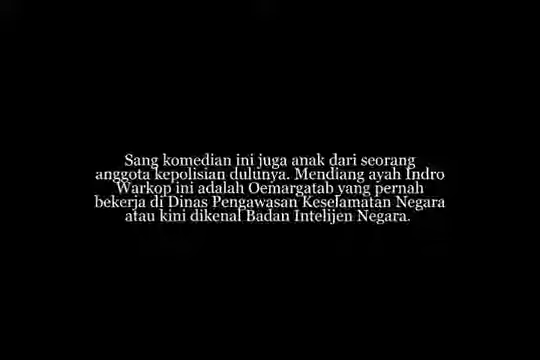 Sang komedian ini juga anak dari seorang
anggota kepolisian dulunya. Mendiang ayah Indro
Warkop ini adalah Oemargatab yang pernah
bekerja di Dinas Pengawasan Keselamatan Negara
atau kini dikenal Badan Intelijen Negara.